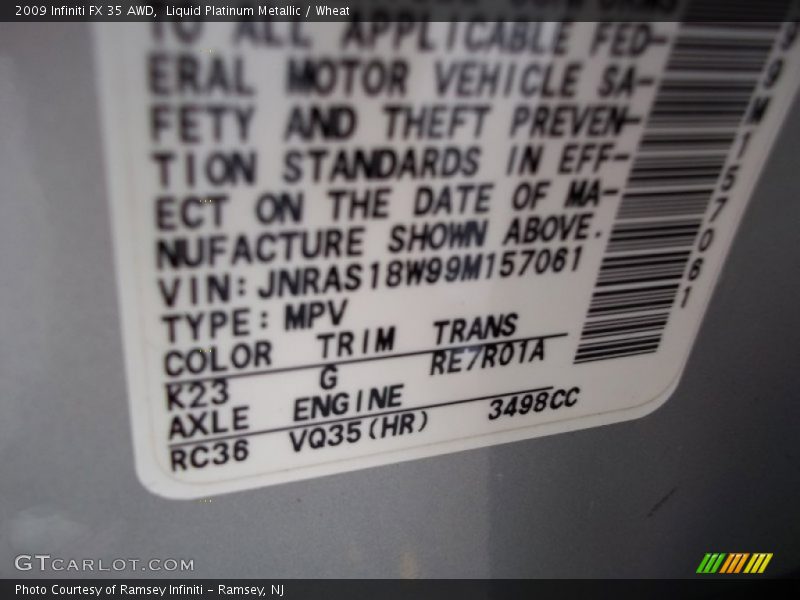 2009 Infiniti FX 35 AWD, Liquid Platinum Metallic / Wheat
TO ALL APPLICABLE FED-
ERAL MOTOR VEHICLE SA-
FETY AND THEFT PREVEN-
TION STANDARDS IN EFF-
ECT ON THE DATE OF MA-
NUFACTURE SHOWN ABOVE.
VIN: JNRAS18W99M157061
TYPE: MPV
COLOR TRIM TRANS
K23 G RE7R01A
AXLE ENGINE
RC36 VQ35(HR) 3498CC
99M157061
GTCARLOT.COM
Photo Courtesy of Ramsey Infiniti - Ramsey, NJ